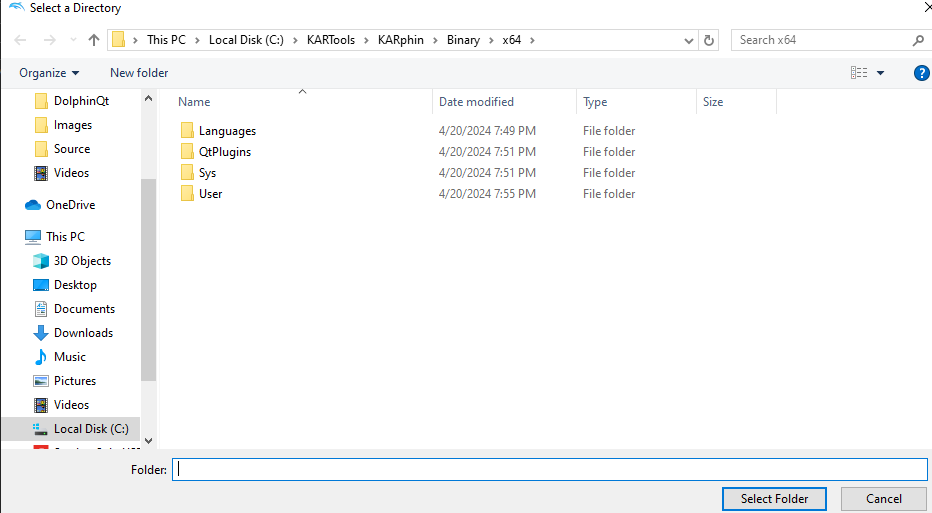 Select a Directory
This PC > Local Disk (C:) > KARTools > KARphin > Binary > x64 >
Search x64
Organize
New folder
DolphinQt
Images
Source
Videos
OneDrive
This PC
3D Objects
Desktop
Documents
Downloads
Music
Pictures
Videos
Local Disk (C:)
Name Date modified Type Size
Languages 4/20/2024 7:49 PM File folder
QtPlugins 4/20/2024 7:51 PM File folder
Sys 4/20/2024 7:51 PM File folder
User 4/20/2024 7:55 PM File folder
Folder:
Select Folder
Cancel